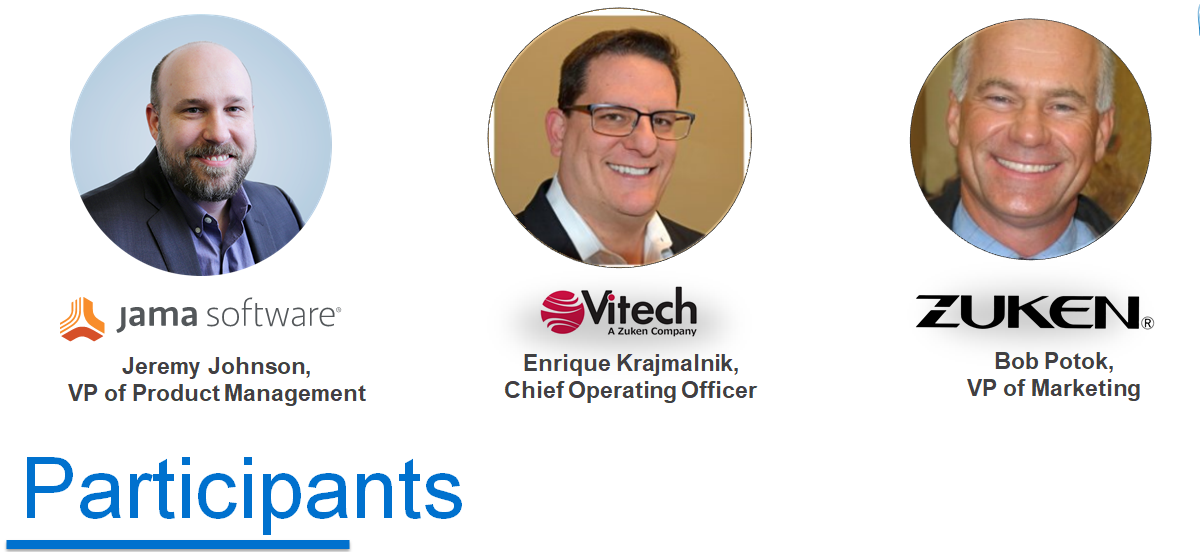 jama software®
Jeremy Johnson,
VP of Product Management
Vitech
A Zuken Company
Enrique Krajmalnik,
Chief Operating Officer
ZUKEN®
Bob Potok,
VP of Marketing
Participants